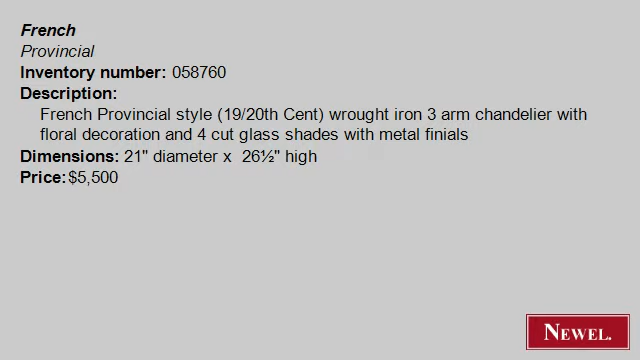 French
Provincial
Inventory number: 058760
Description:
French Provincial style (19/20th Cent) wrought iron 3 arm chandelier with
floral decoration and 4 cut glass shades with metal finials
Dimensions: 21" diameter x  26½" high
Price:$5,500
NEWEL.